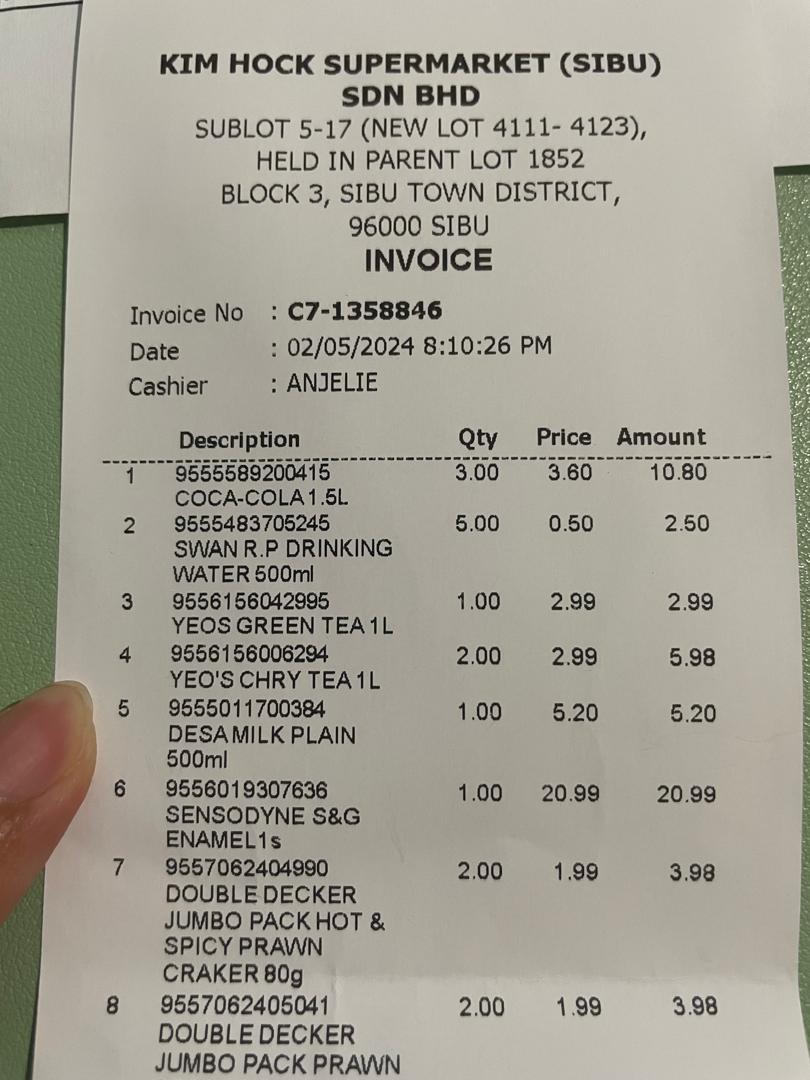 KIM HOCK SUPERMARKET (SIBU)
SDN BHD
SUBLOT 5-17 (NEW LOT 4111- 4123),
HELD IN PARENT LOT 1852
BLOCK 3, SIBU TOWN DISTRICT,
96000 SIBU
INVOICE
Invoice No : C7-1358846
Date : 02/05/2024 8:10:26 PM
Cashier : ANJELIE
Description Qty Price Amount
1 9555589200415 3.00 3.60 10.80
COCA-COLA 1.5L
2 9555483705245 5.00 0.50 2.50
SWAN R.P DRINKING
WATER 500ml
3 9556156042995 1.00 2.99 2.99
YEOS GREEN TEA 1L
4 9556156006294 2.00 2.99 5.98
YEO'S CHRY TEA 1L
5 9555011700384 1.00 5.20 5.20
DESA MILK PLAIN
500ml
6 9556019307636 1.00 20.99 20.99
SENSODYNE S&G
ENAMEL 1s
7 9557062404990 2.00 1.99 3.98
DOUBLE DECKER
JUMBO PACK HOT &
SPICY PRAWN
CRAKER 80g
8 9557062405041 2.00 1.99 3.98
DOUBLE DECKER
JUMBO PACK PRAWN